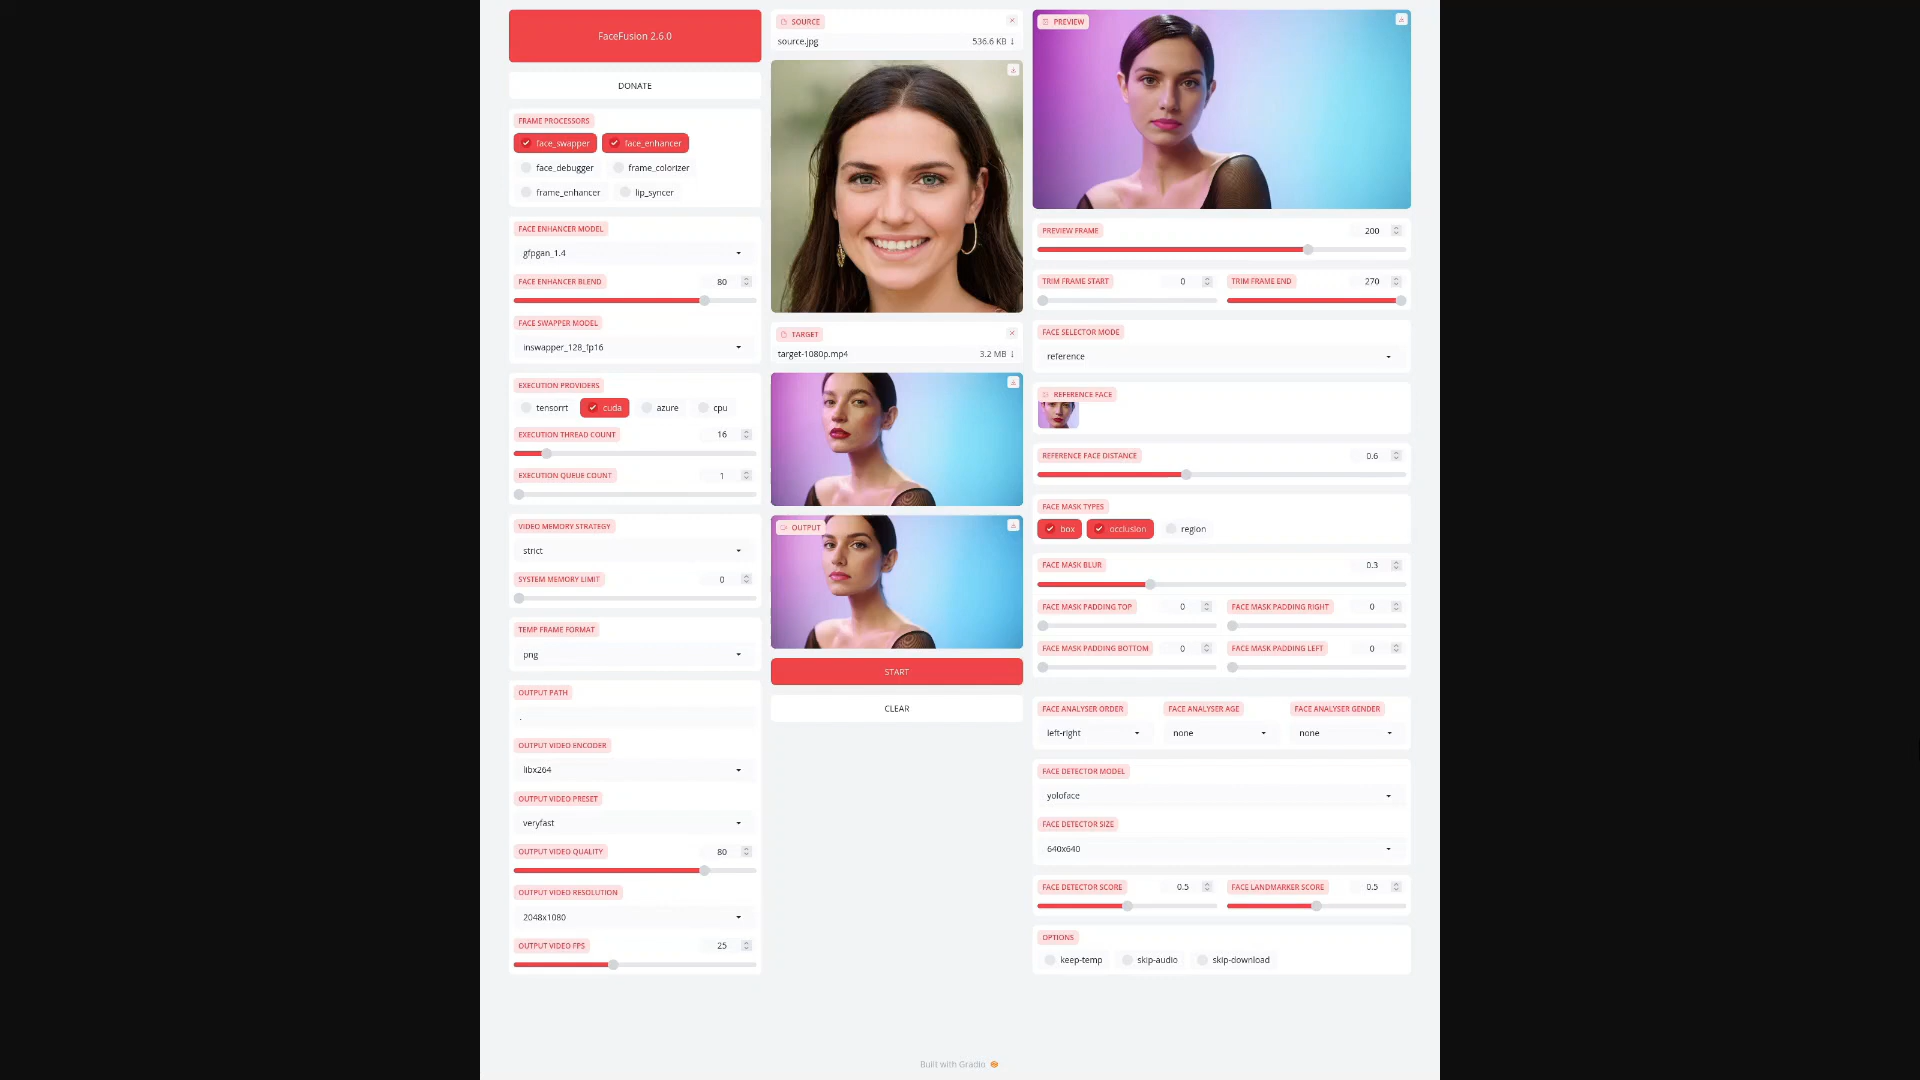 FaceFusion 2.6.0
DONATE
FRAME PROCESSORS
face_swapper face_enhancer
face_debugger frame_colorizer
frame_enhancer lip_syncer
FACE ENHANCER MODEL
gfpgan_1.4
FACE ENHANCER BLEND 80
FACE SWAPPER MODEL
inswapper_128_fp16
EXECUTION PROVIDERS
tensorrt cuda azure cpu
EXECUTION THREAD COUNT 16
EXECUTION QUEUE COUNT 1
VIDEO MEMORY STRATEGY
strict
SYSTEM MEMORY LIMIT 0
TEMP FRAME FORMAT
png
OUTPUT PATH
.
OUTPUT VIDEO ENCODER
libx264
OUTPUT VIDEO PRESET
veryfast
OUTPUT VIDEO QUALITY 80
OUTPUT VIDEO RESOLUTION
2048x1080
OUTPUT VIDEO FPS 25
SOURCE
source.jpg 536.6 KB ↓
TARGET
target-1080p.mp4 3.2 MB ↓
OUTPUT
START
CLEAR
PREVIEW
PREVIEW FRAME 200
TRIM FRAME START 0 TRIM FRAME END 270
FACE SELECTOR MODE
reference
REFERENCE FACE
REFERENCE FACE DISTANCE 0.6
FACE MASK TYPES
box occlusion region
FACE MASK BLUR 0.3
FACE MASK PADDING TOP 0 FACE MASK PADDING RIGHT 0
FACE MASK PADDING BOTTOM 0 FACE MASK PADDING LEFT 0
FACE ANALYSER ORDER FACE ANALYSER AGE FACE ANALYSER GENDER
left-right none none
FACE DETECTOR MODEL
yoloface
FACE DETECTOR SIZE
640x640
FACE DETECTOR SCORE 0.5 FACE LANDMARKER SCORE 0.5
OPTIONS
keep-temp skip-audio skip-download
Built with Gradio